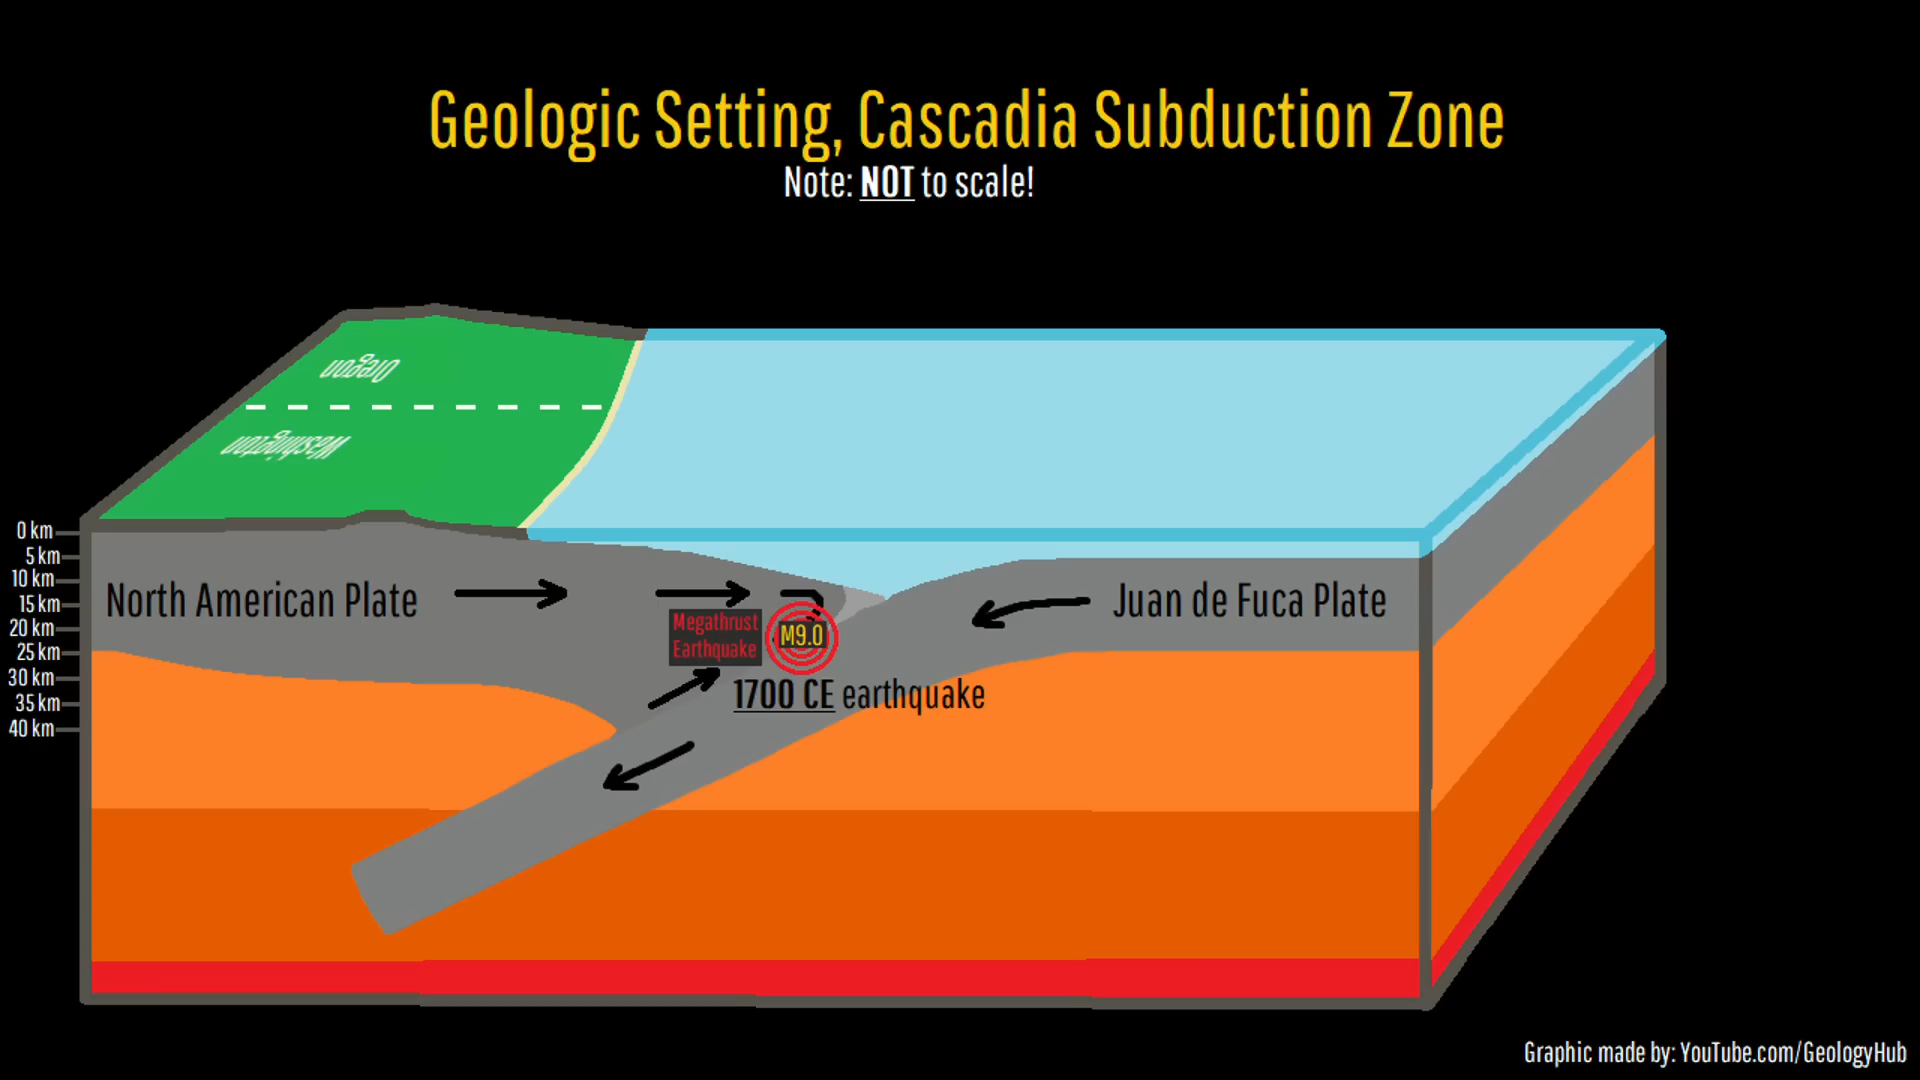 Geologic Setting, Cascadia Subduction Zone
Note: NOT to scale!
Oregon
Washington
0 km
5 km
10 km
15 km
20 km
25 km
30 km
35 km
40 km
North American Plate
Juan de Fuca Plate
Megathrust
Earthquake
M9.0
1700 CE earthquake
Graphic made by: YouTube.com/GeologyHub